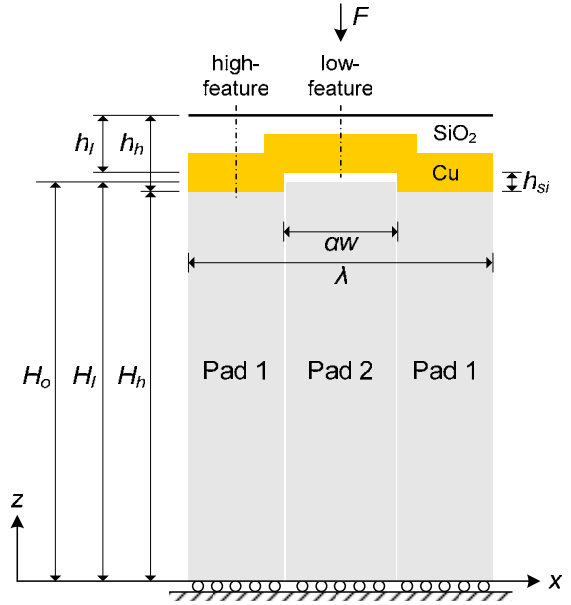 F
high-
feature
low-
feature
h_l
h_h
SiO₂
Cu
h_si
αw
λ
H_o
H_l
H_h
Pad 1
Pad 2
Pad 1
z
x